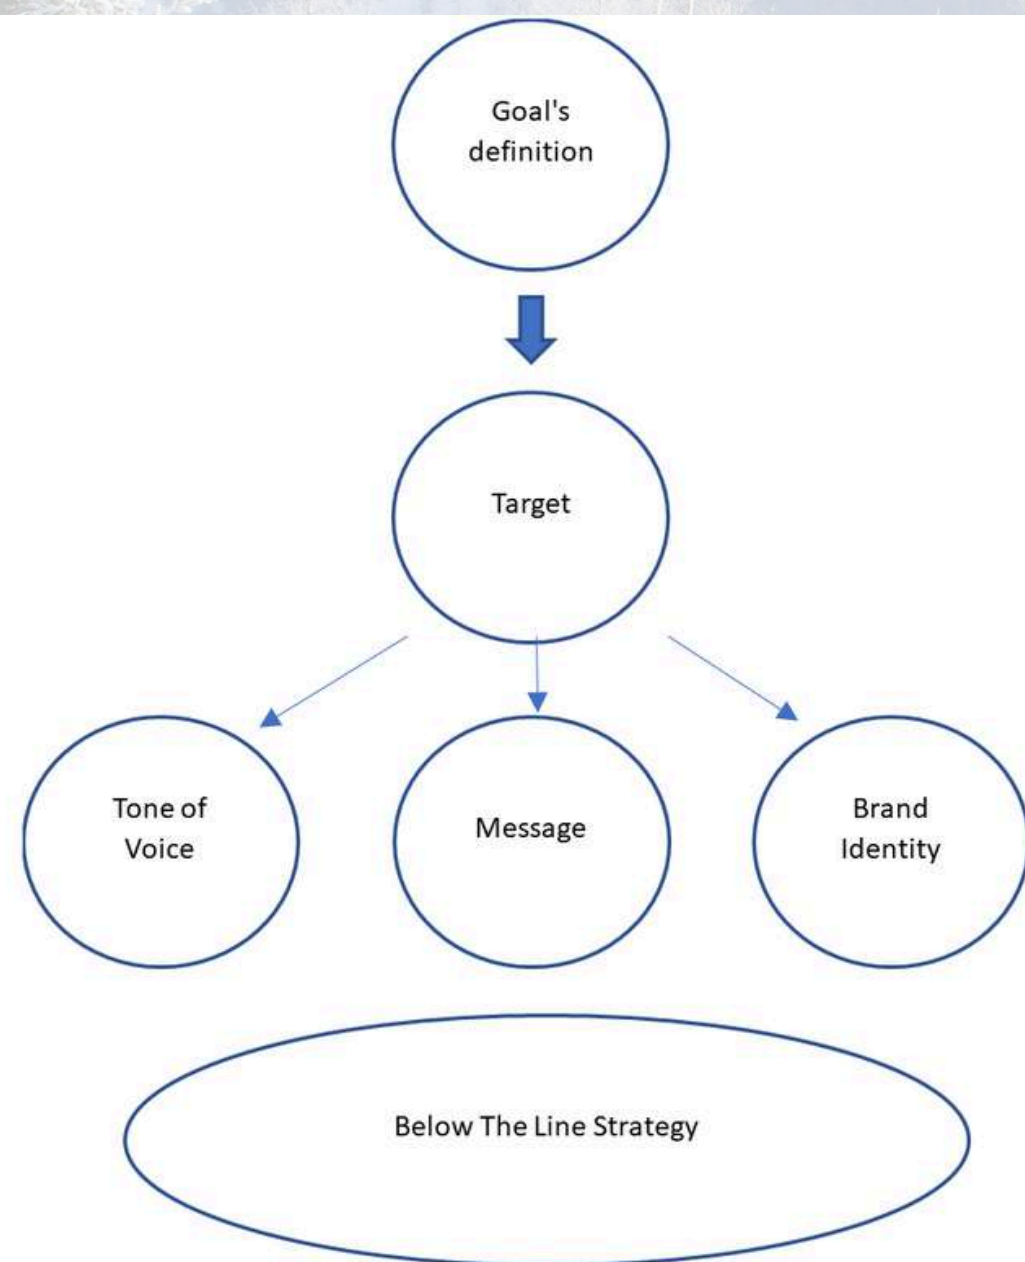 Goal's
definition
Target
Tone of
Voice
Message
Brand
Identity
Below The Line Strategy